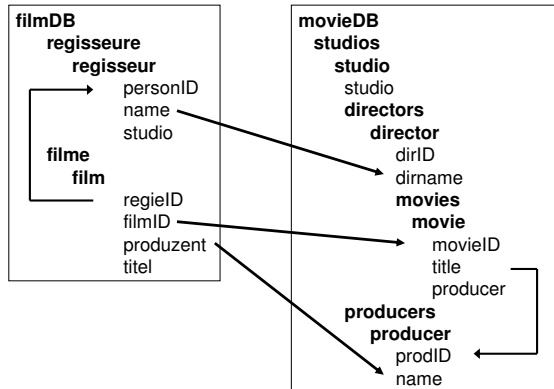 filmDB
regisseure
regisseur
personID
name
studio
filme
film
regieID
filmID
produzent
titel
movieDB
studios
studio
studio
directors
director
dirID
dirname
movies
movie
movieID
title
producer
producers
producer
prodID
name